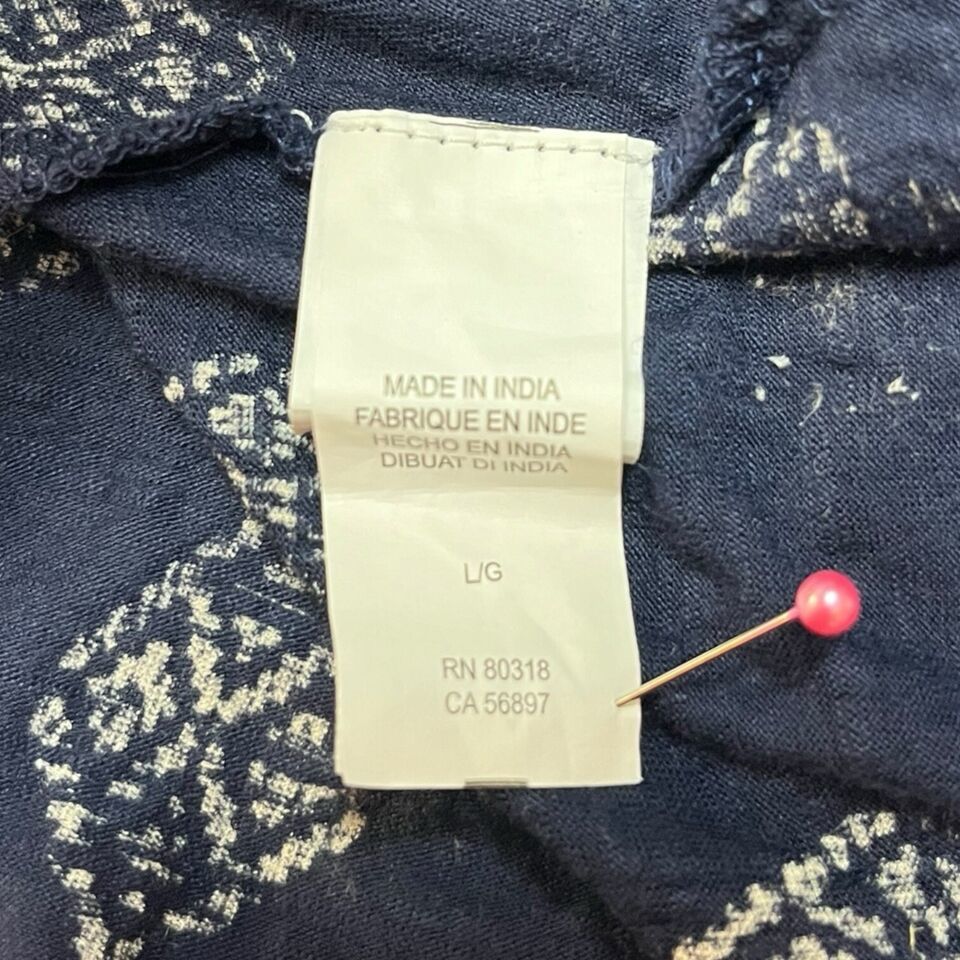 MADE IN INDIA
FABRIQUE EN INDE
HECHO EN INDIA
DIBUAT DI INDIA
L/G
RN 80318
CA 56897